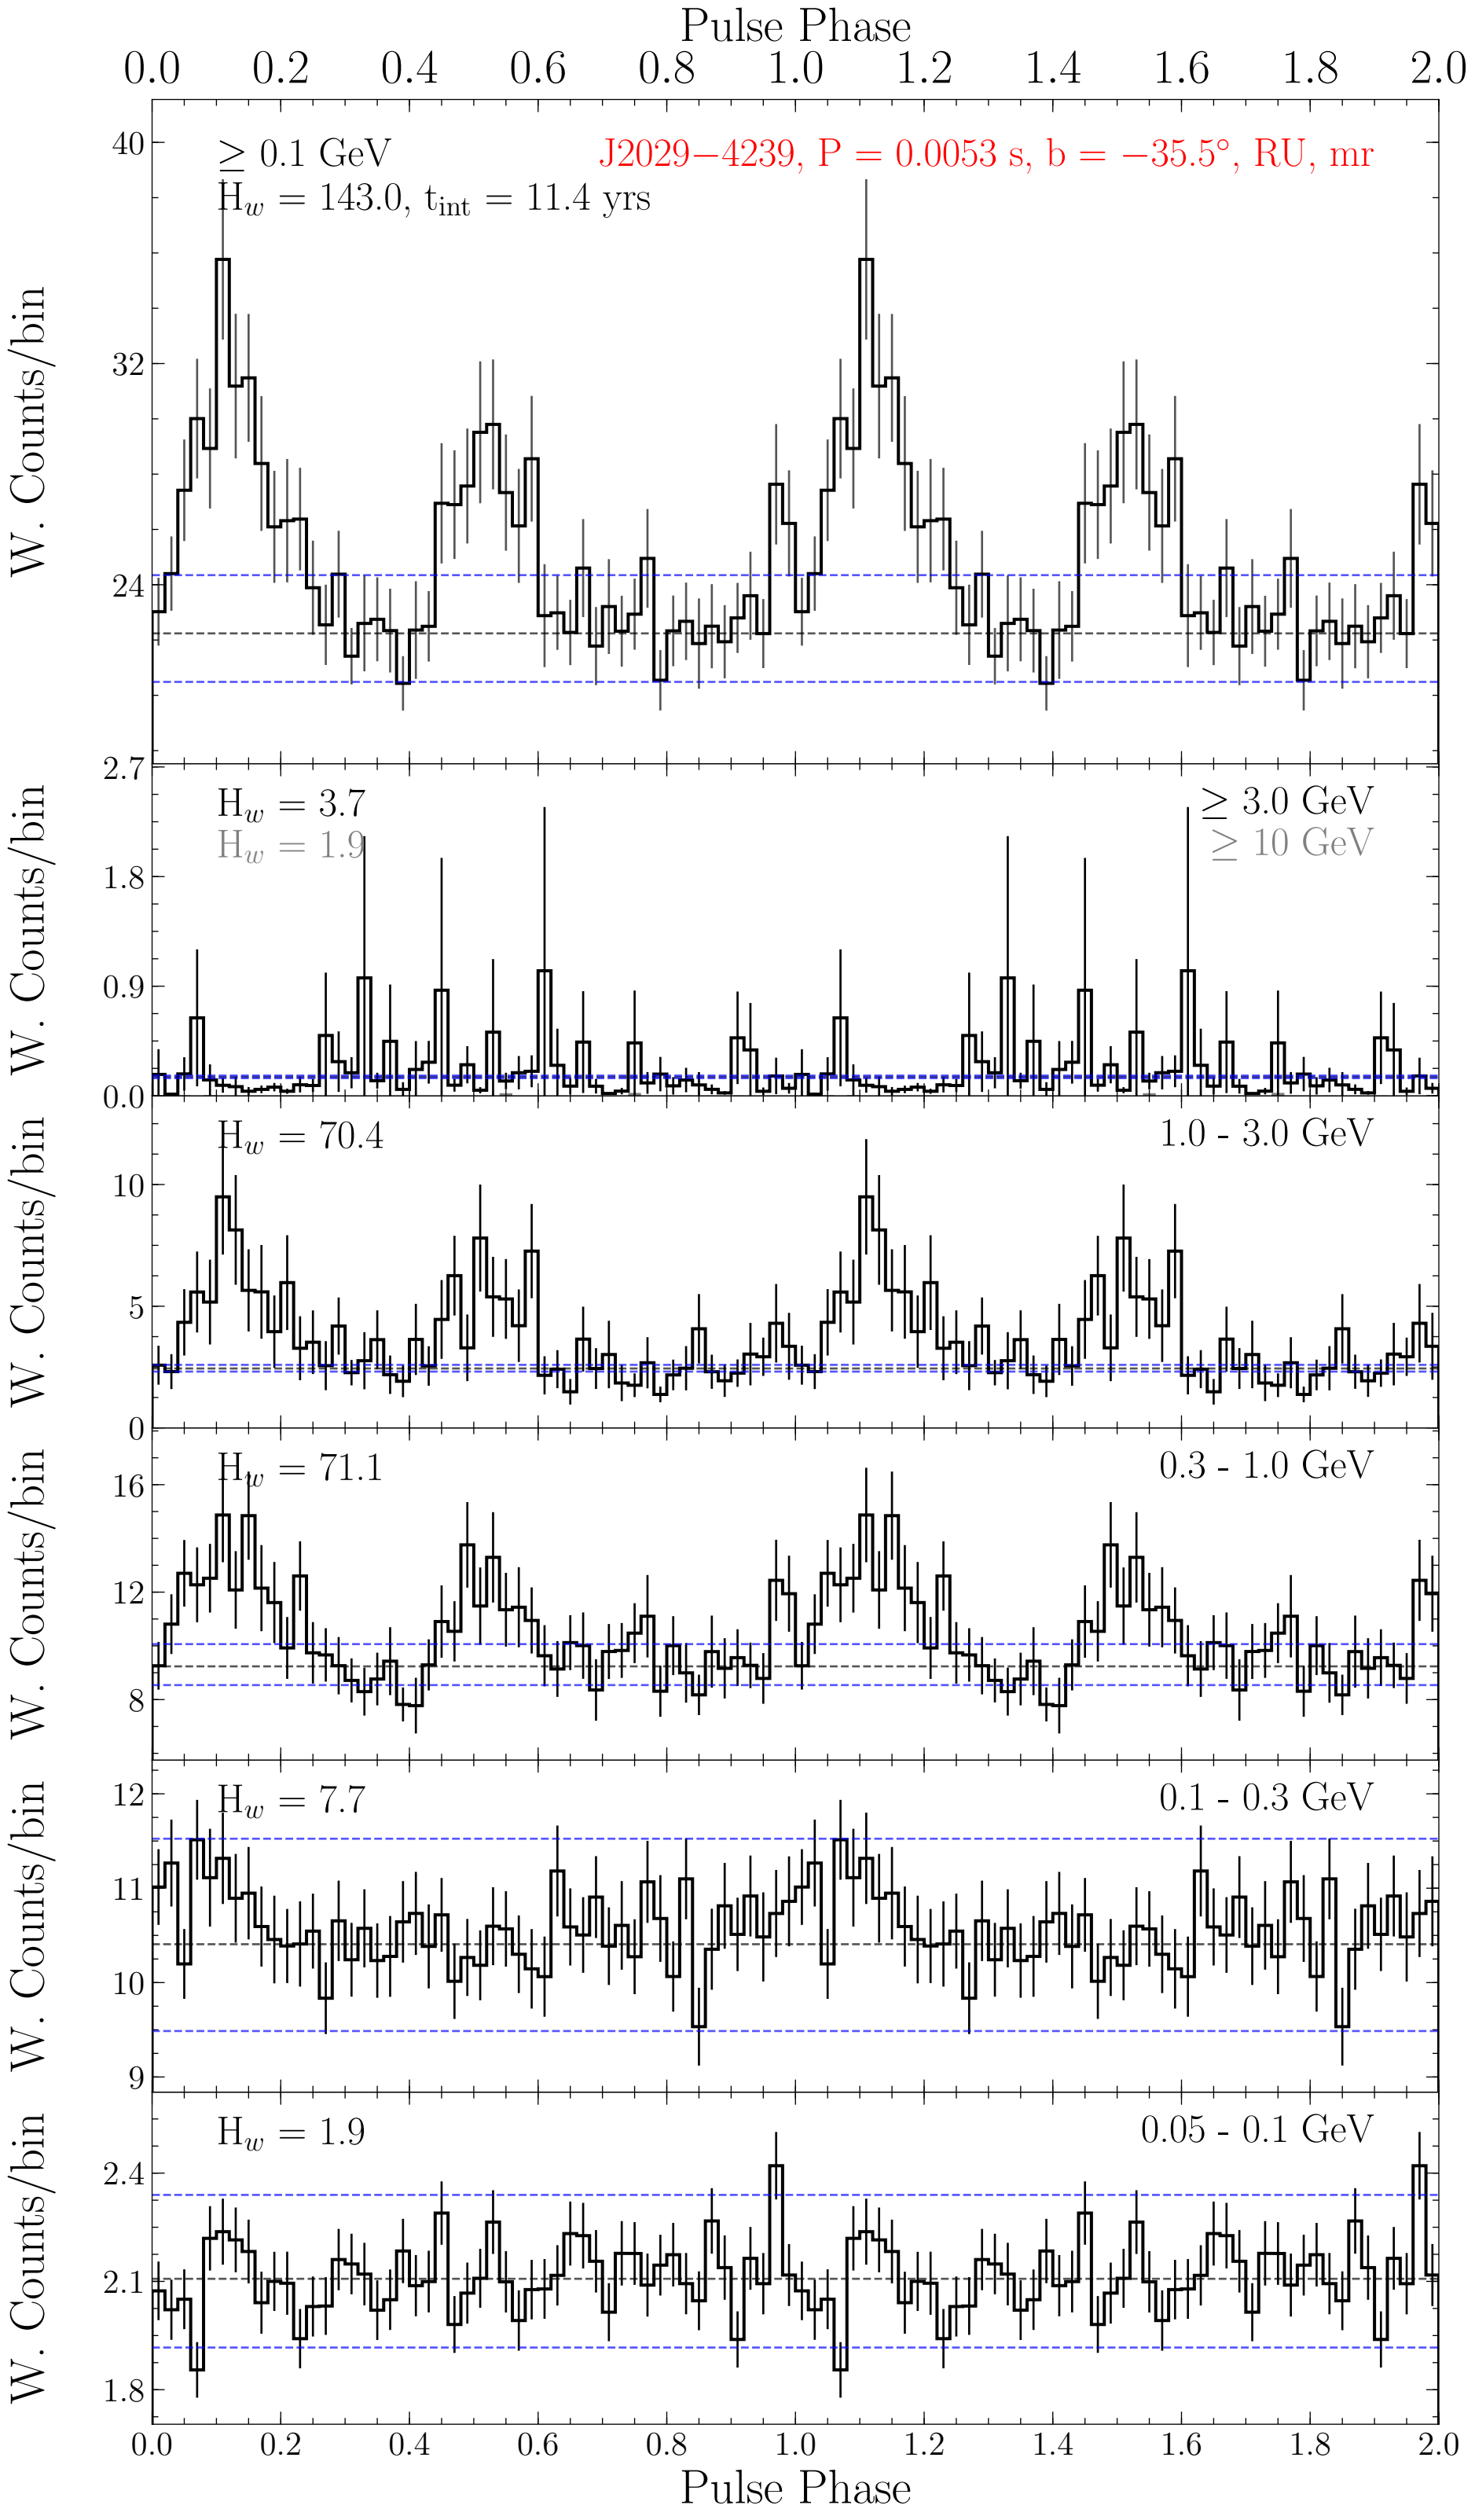 Pulse Phase
0.0 0.2 0.4 0.6 0.8 1.0 1.2 1.4 1.6 1.8 2.0
≥ 0.1 GeV
J2029−4239, P = 0.0053 s, b = −35.5°, RU, mr
H_w = 143.0, t_int = 11.4 yrs
40
32
24
W. Counts/bin
H_w = 3.7
≥ 3.0 GeV
H_w = 1.9
≥ 10 GeV
2.7
1.8
0.9
0.0
W. Counts/bin
H_w = 70.4
1.0 - 3.0 GeV
10
5
0
W. Counts/bin
H_w = 71.1
0.3 - 1.0 GeV
16
12
8
W. Counts/bin
H_w = 7.7
0.1 - 0.3 GeV
12
11
10
9
W. Counts/bin
H_w = 1.9
0.05 - 0.1 GeV
2.4
2.1
1.8
W. Counts/bin
0.0 0.2 0.4 0.6 0.8 1.0 1.2 1.4 1.6 1.8 2.0
Pulse Phase